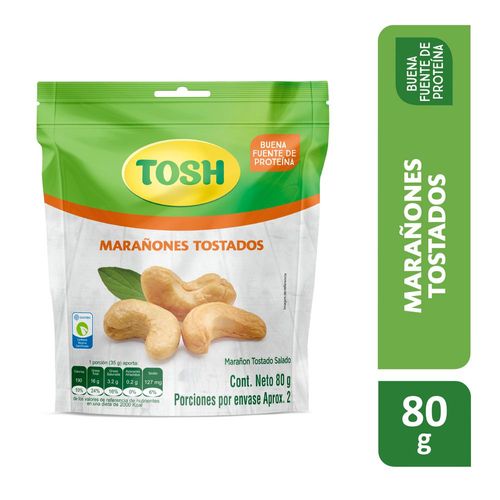 TOSH
BUENA
FUENTE DE
PROTEÍNA
MARAÑONES TOSTADOS
Imagen de referencia
Marañon Tostado Salado
1 porción (35 g) aporta:
Calorías
Grasa Total
Grasa Saturada
Azúcares Añadidos
Sodio
190
16 g
3.2 g
0.2 g
127 mg
10%
24%
16%
0%
6%
de los valores de referencia de nutrientes
en una dieta de 2000 Kcal
Cont. Neto 80 g
Porciones por envase Aprox. 2
BUENA
FUENTE DE
PROTEÍNA
MARAÑONES
TOSTADOS
80
g